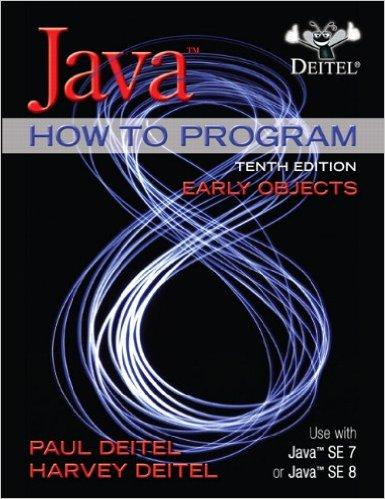 Java™
DEITEL®
HOW TO PROGRAM
TENTH EDITION
EARLY OBJECTS
8
PAUL DEITEL
HARVEY DEITEL
Use with
Java™ SE 7
or Java™ SE 8